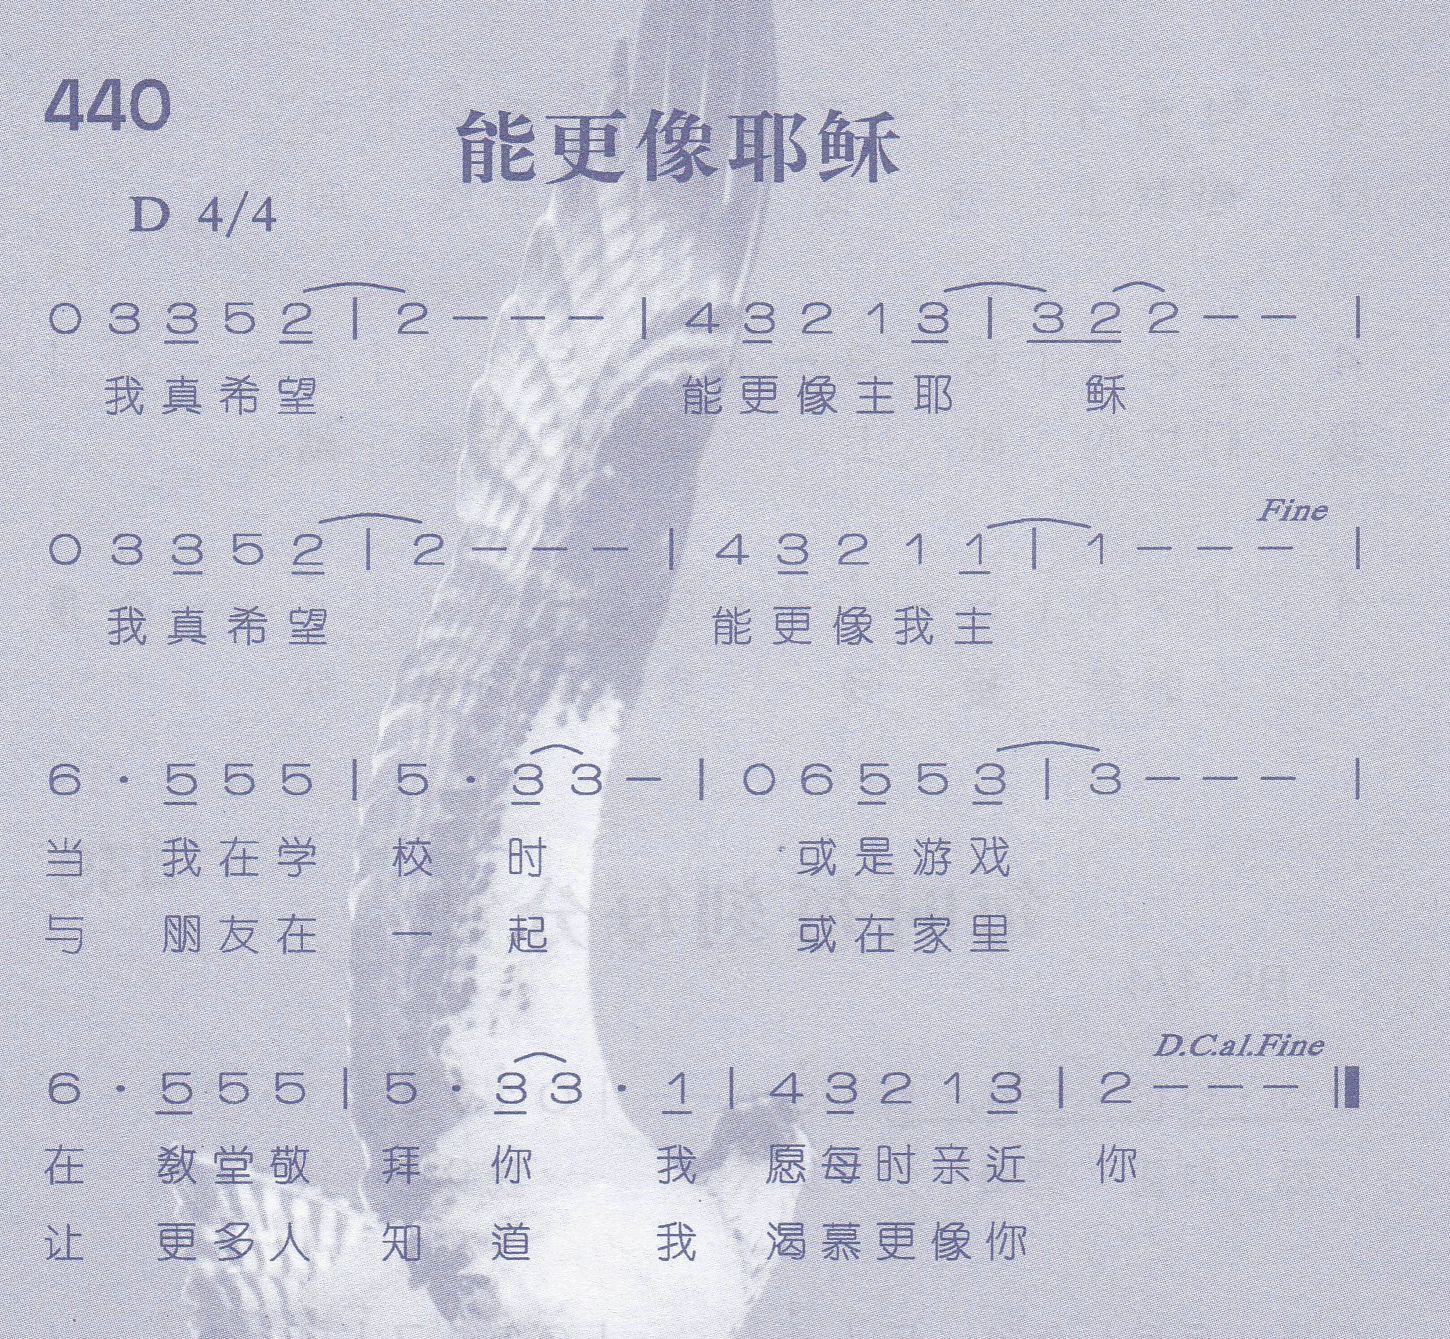 440
能更像耶稣
D 4/4
0 3 3 5 2 | 2 - - - | 4 3 2 1 3 | 3 2 2 - - |
我真希望 能更像主耶 稣
Fine
0 3 3 5 2 | 2 - - - | 4 3 2 1 1 | 1 - - - |
我真希望 能更像我主
6 · 5 5 5 | 5 · 3 3 - | 0 6 5 5 3 | 3 - - - |
当 我在学 校 时 或是游戏
与 朋友在 一 起 或在家里
D.C.al.Fine
6 · 5 5 5 | 5 · 3 3 · 1 | 4 3 2 1 3 | 2 - - - ‖
在 教堂敬 拜 你 我 愿每时亲近 你
让 更多人 知 道 我 渴慕更像你